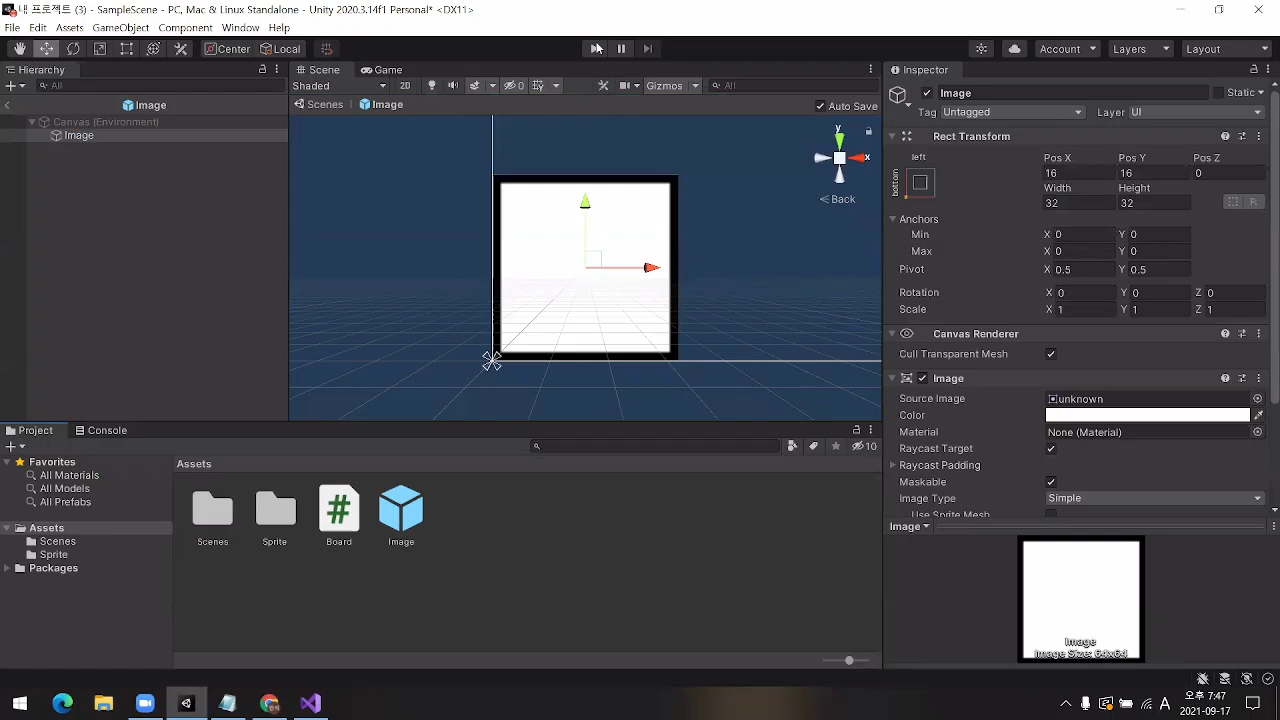 내 프로젝트 (3) - SampleScene - PC, Mac & Linux Standalone - Unity 2020.3.14f1 Personal* <DX11>
File Edit Assets GameObject Component Window Help
Center Local Account Layers Layout
Hierarchy
All
Image
Canvas (Environment)
Image
Scene Game
Shaded 2D 0 Gizmos All
Scenes Image Auto Save
y
x
Back
Inspector
Image Static
Tag Untagged Layer UI
Rect Transform
left Pos X Pos Y Pos Z
bottom 16 16 0
Width Height
32 32 R
Anchors
Min X 0 Y 0
Max X 0 Y 0
Pivot X 0.5 Y 0.5
Rotation X 0 Y 0 Z 0
Scale X 1 Y 1 Z 1
Canvas Renderer
Cull Transparent Mesh
Image
Source Image unknown
Color
Material None (Material)
Raycast Target
Raycast Padding
Maskable
Image Type Simple
Use Sprite Mesh
Image
Image
Image Size: 64x64
Project Console
10
Favorites
All Materials
All Models
All Prefabs
Assets
Scenes
Sprite
Packages
Assets
Scenes Sprite Board Image
A 오후 7:47
2021-09-17